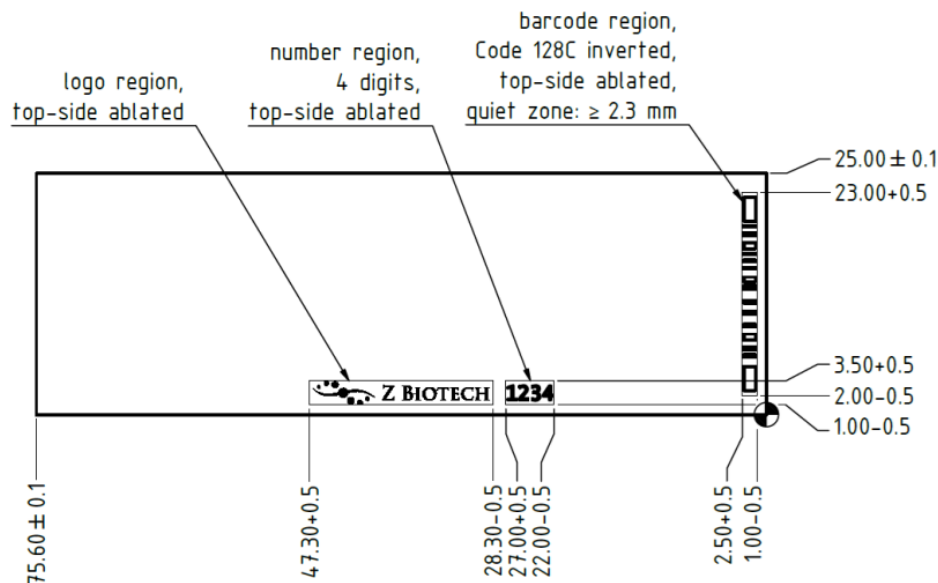 barcode region,
Code 128C inverted,
top-side ablated,
quiet zone: ≥ 2.3 mm
number region,
4 digits,
top-side ablated
logo region,
top-side ablated
25.00 ± 0.1
23.00+0.5
3.50+0.5
2.00-0.5
1.00-0.5
Z BIOTECH
1234
75.60 ± 0.1
47.30+0.5
28.30-0.5
27.00+0.5
22.00-0.5
2.50+0.5
1.00-0.5